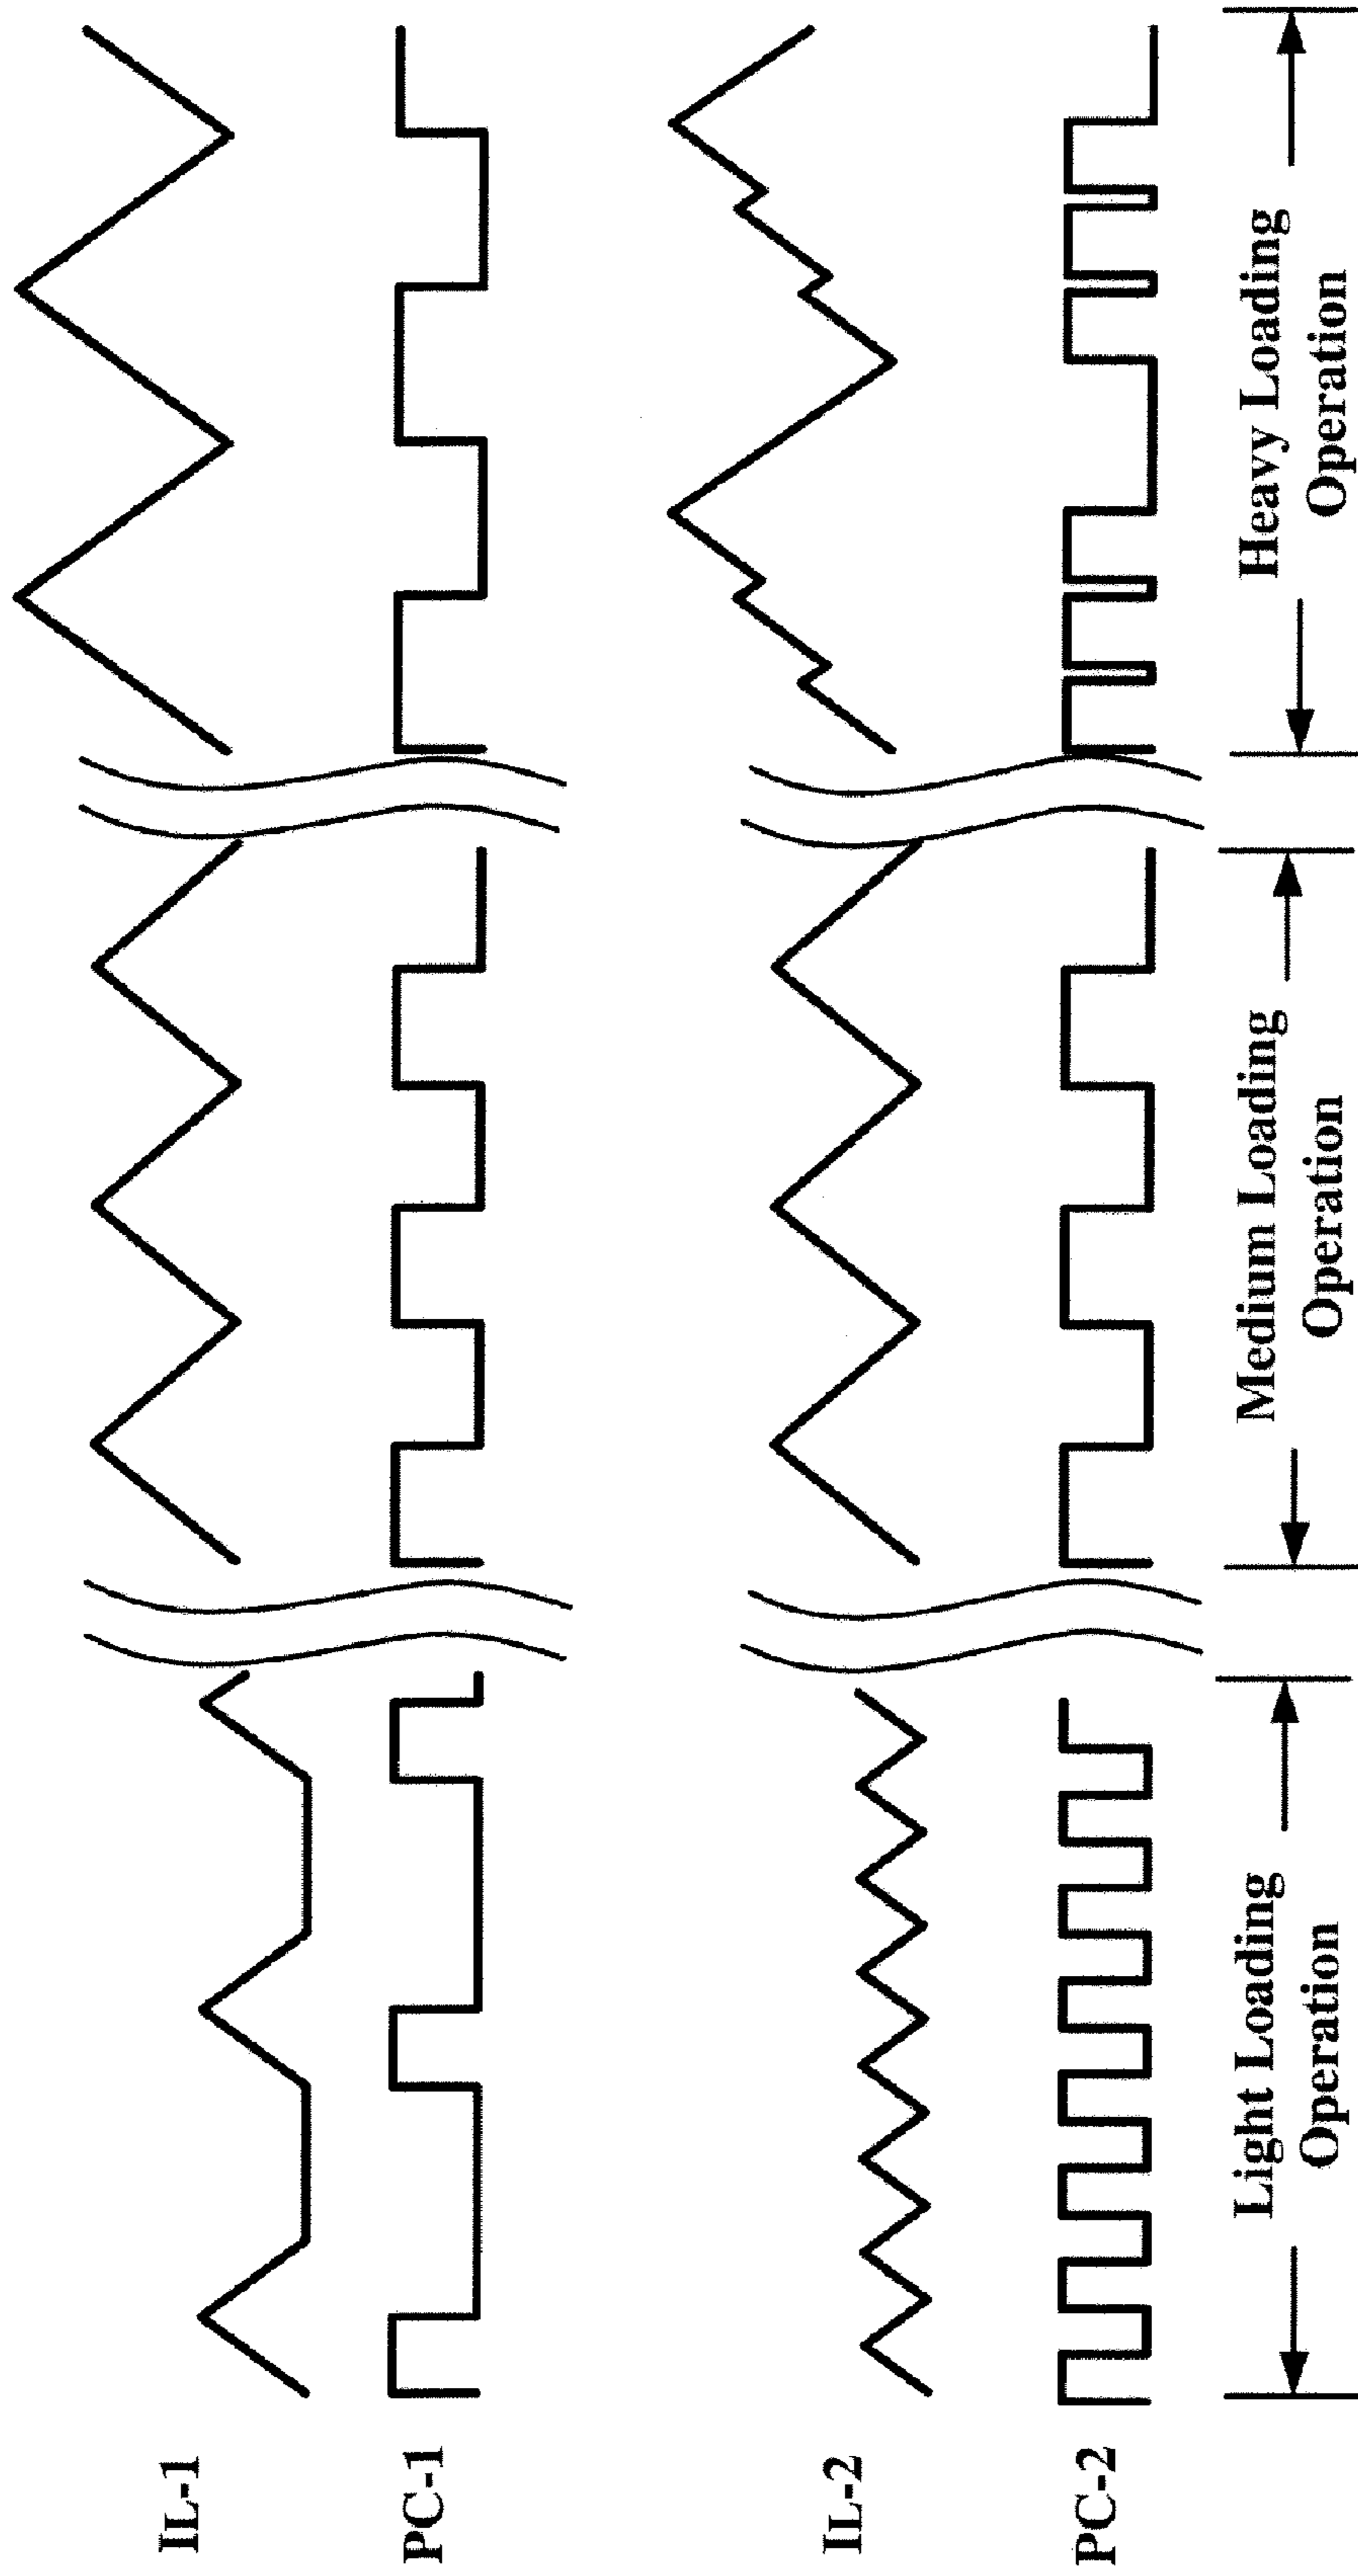 IL-1
PC-1
IL-2
PC-2
Light Loading
Operation
Medium Loading
Operation
Heavy Loading
Operation